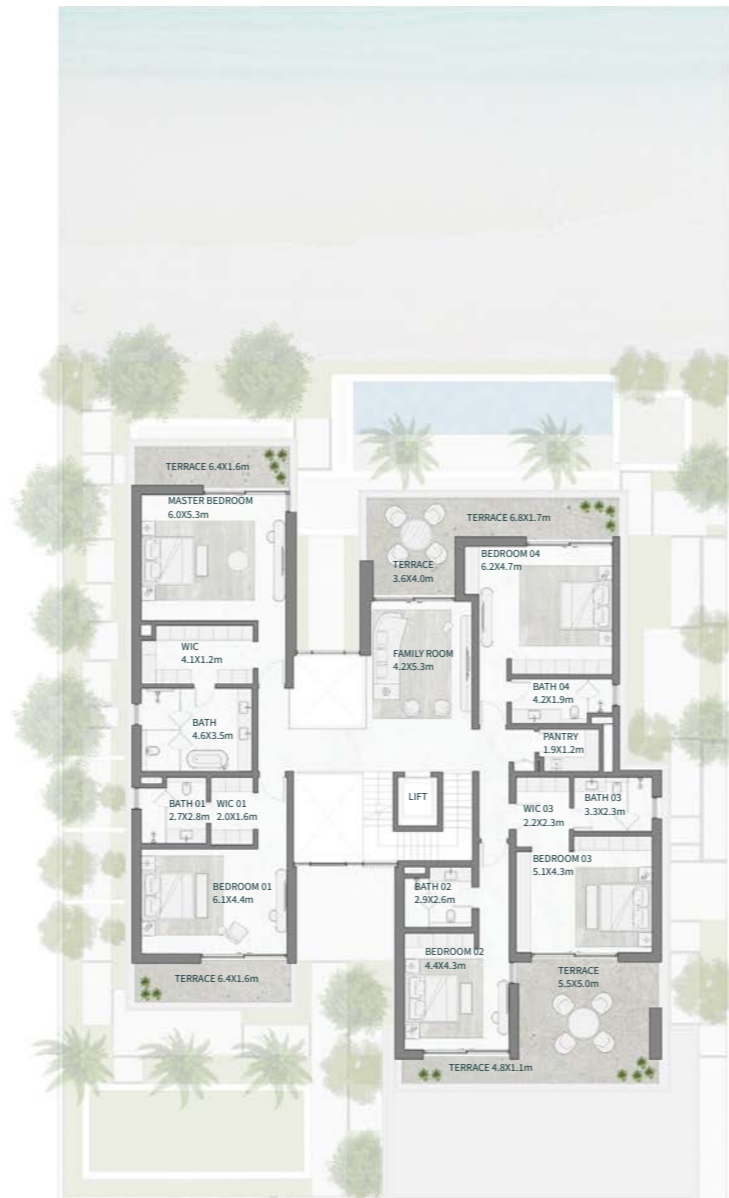 TERRACE 6.4X1.6m
MASTER BEDROOM
6.0X5.3m
TERRACE 6.8X1.7m
TERRACE
3.6X4.0m
BEDROOM 04
6.2X4.7m
WIC
4.1X1.2m
FAMILY ROOM
4.2X5.3m
BATH 04
4.2X1.9m
BATH
4.6X3.5m
PANTRY
1.9X1.2m
LIFT
BATH 01
2.7X2.8m
WIC 01
2.0X1.6m
WIC 03
2.2X2.3m
BATH 03
3.3X2.3m
BEDROOM 03
5.1X4.3m
BEDROOM 01
6.1X4.4m
BATH 02
2.9X2.6m
BEDROOM 02
4.4X4.3m
TERRACE 6.4X1.6m
TERRACE
5.5X5.0m
TERRACE 4.8X1.1m